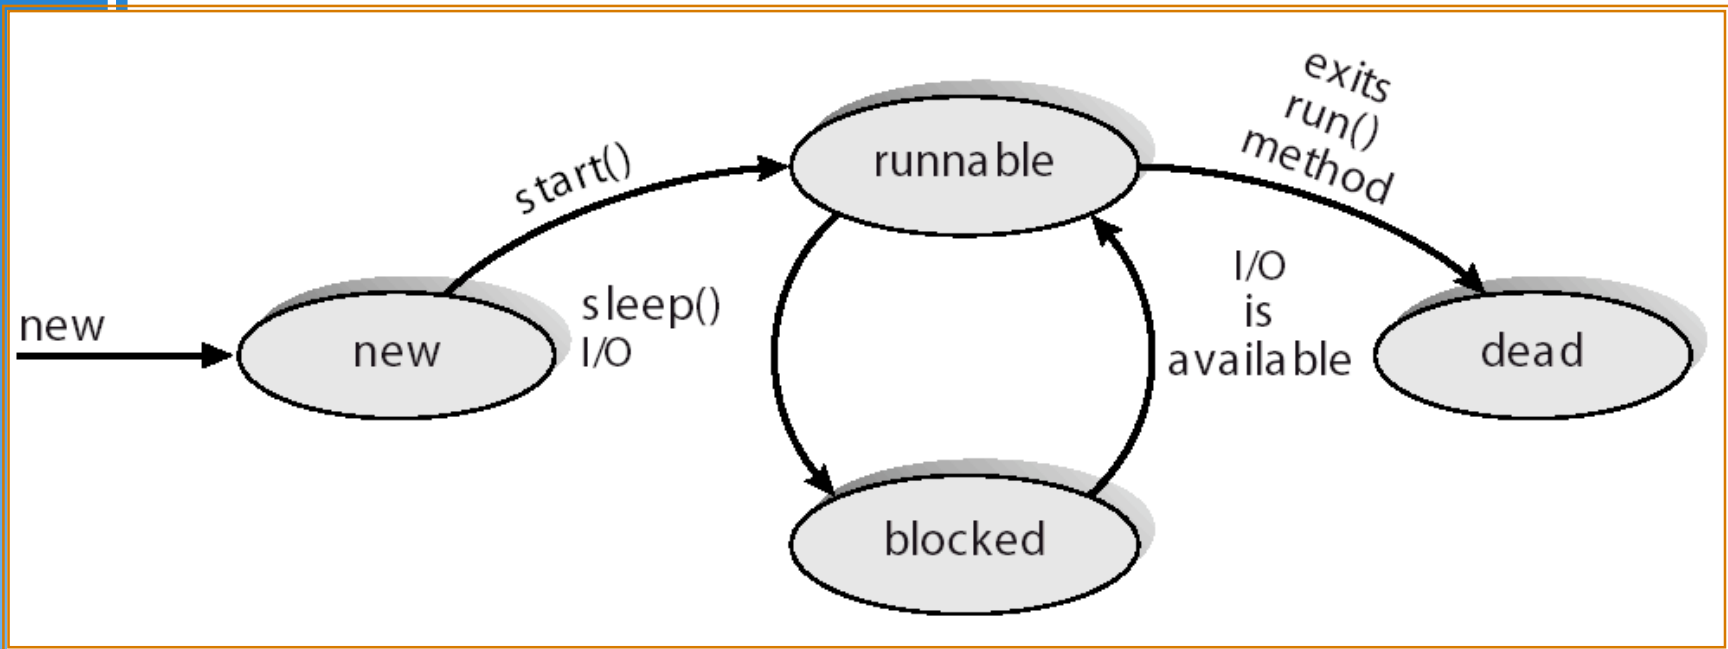 new
new
start()
sleep()
I/O
runnable
blocked
I/O
is
available
exits
run()
method
dead